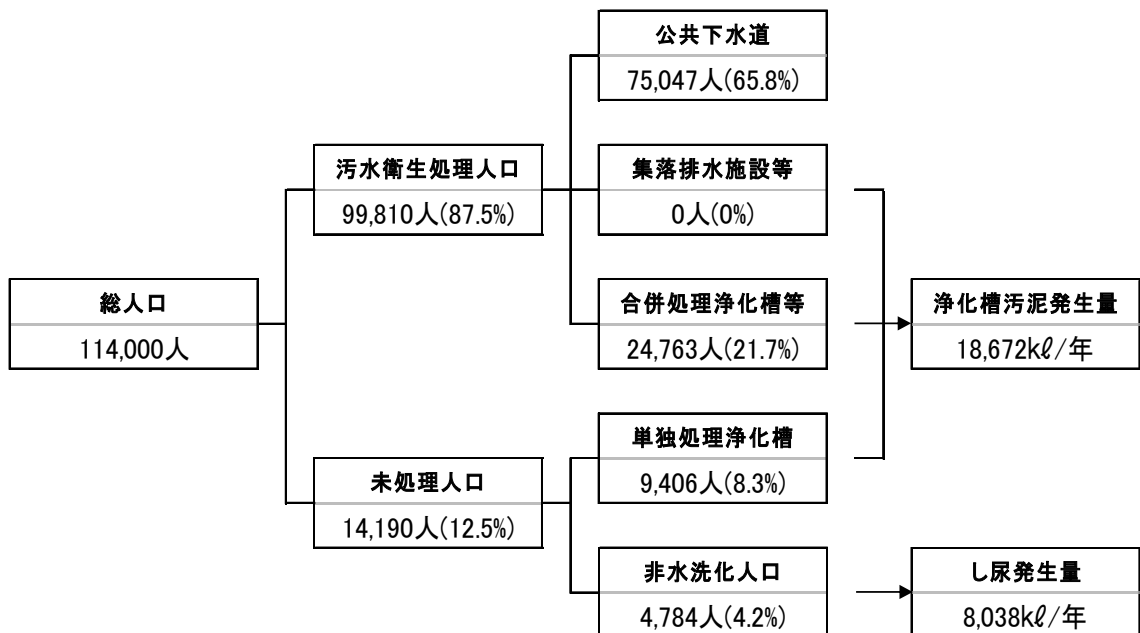 公共下水道
75,047人(65.8%)
汚水衛生処理人口
99,810人(87.5%)
集落排水施設等
0人(0%)
総人口
114,000人
合併処理浄化槽等
24,763人(21.7%)
浄化槽汚泥発生量
18,672kℓ/年
未処理人口
14,190人(12.5%)
単独処理浄化槽
9,406人(8.3%)
非水洗化人口
4,784人(4.2%)
し尿発生量
8,038kℓ/年